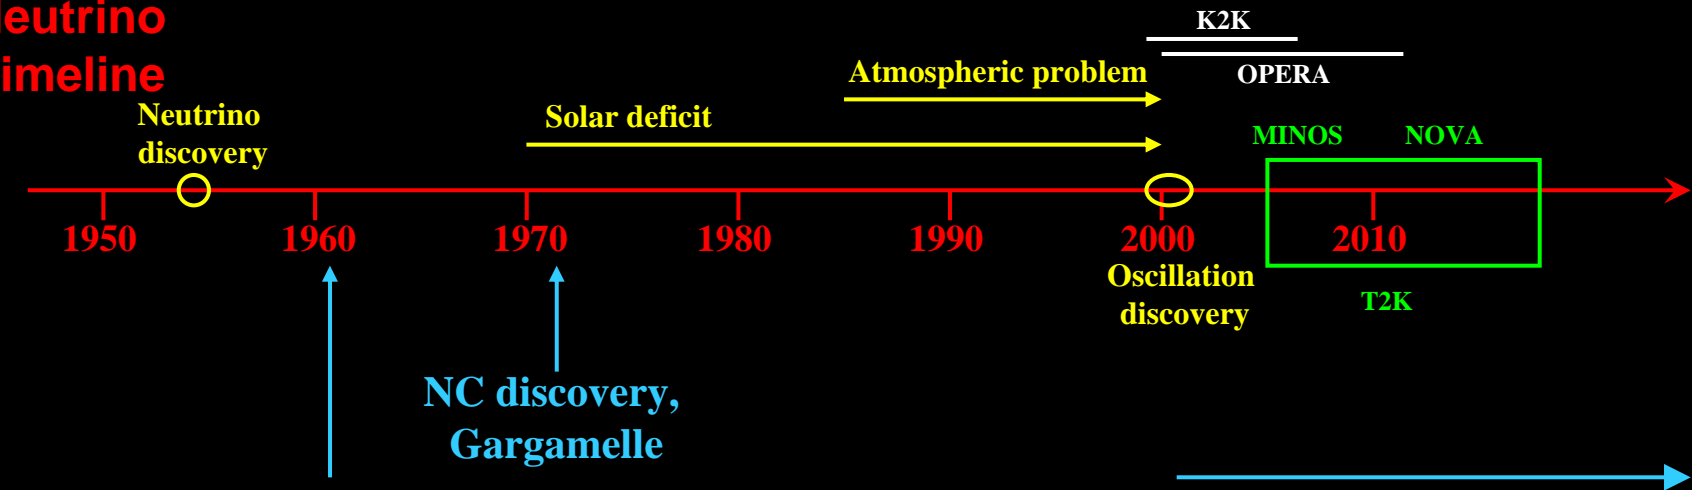 eutrino
imeline
K2K
OPERA
Atmospheric problem
Solar deficit
Neutrino
discovery
MINOS NOVA
1950 1960 1970 1980 1990 2000 2010
Oscillation
discovery
T2K
NC discovery,
Gargamelle